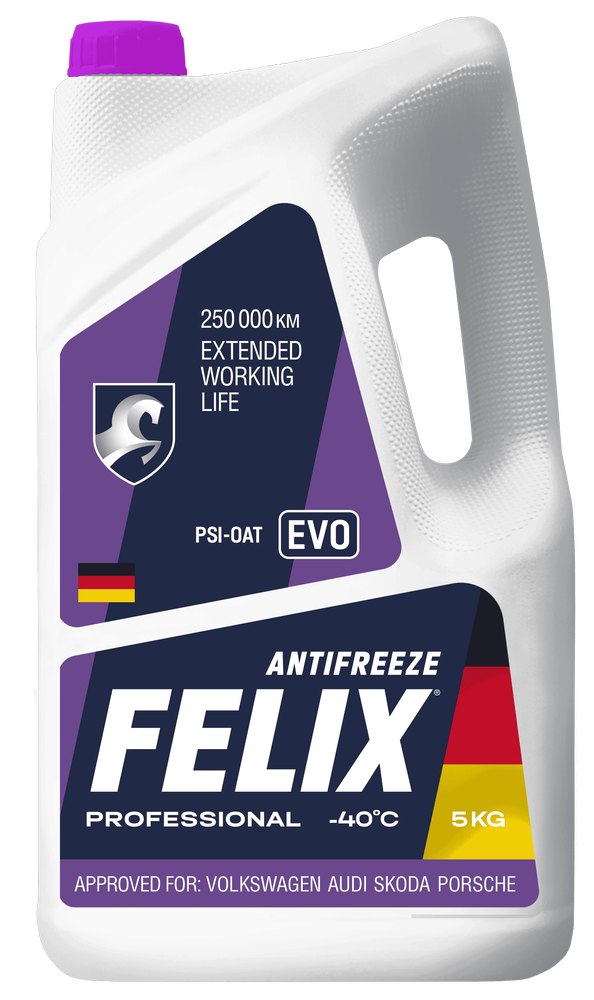 250 000 KM
EXTENDED
WORKING
LIFE
PSI-OAT EVO
ANTIFREEZE
FELIX®
PROFESSIONAL -40°C 5 KG
APPROVED FOR: VOLKSWAGEN AUDI SKODA PORSCHE